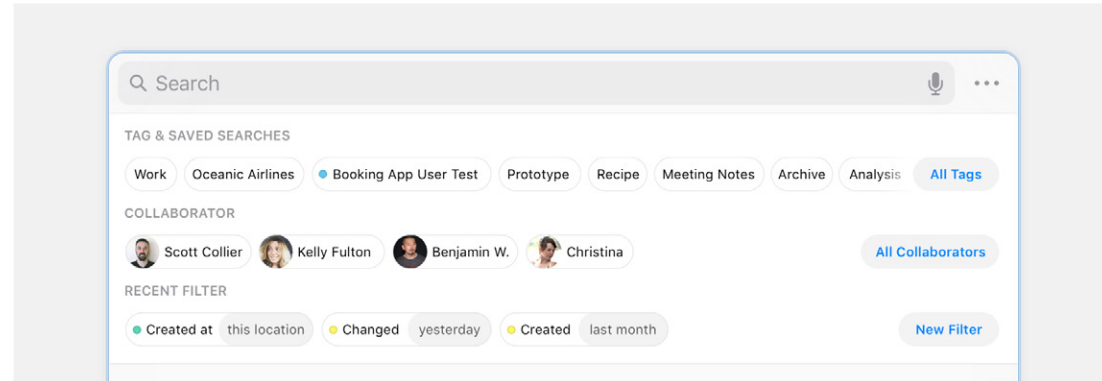 Search
TAG & SAVED SEARCHES
Work Oceanic Airlines Booking App User Test Prototype Recipe Meeting Notes Archive Analysis All Tags
COLLABORATOR
Scott Collier Kelly Fulton Benjamin W. Christina All Collaborators
RECENT FILTER
Created at this location Changed yesterday Created last month New Filter